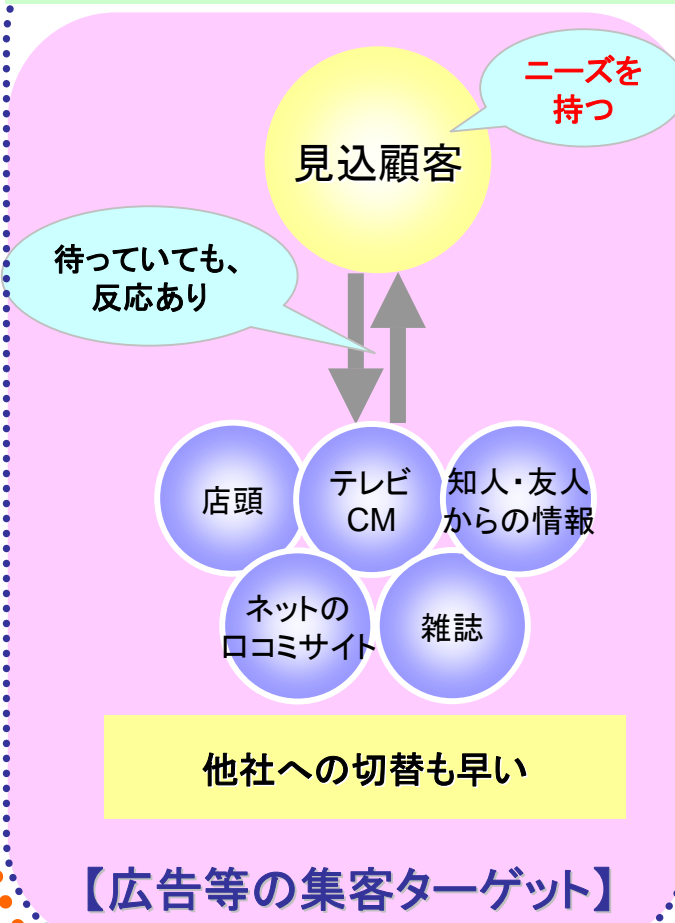 ニーズを
持つ
見込顧客
待っていても、
反応あり
店頭
テレビ
CM
知人・友人
からの情報
ネットの
口コミサイト
雑誌
他社への切替も早い
【広告等の集客ターゲット】